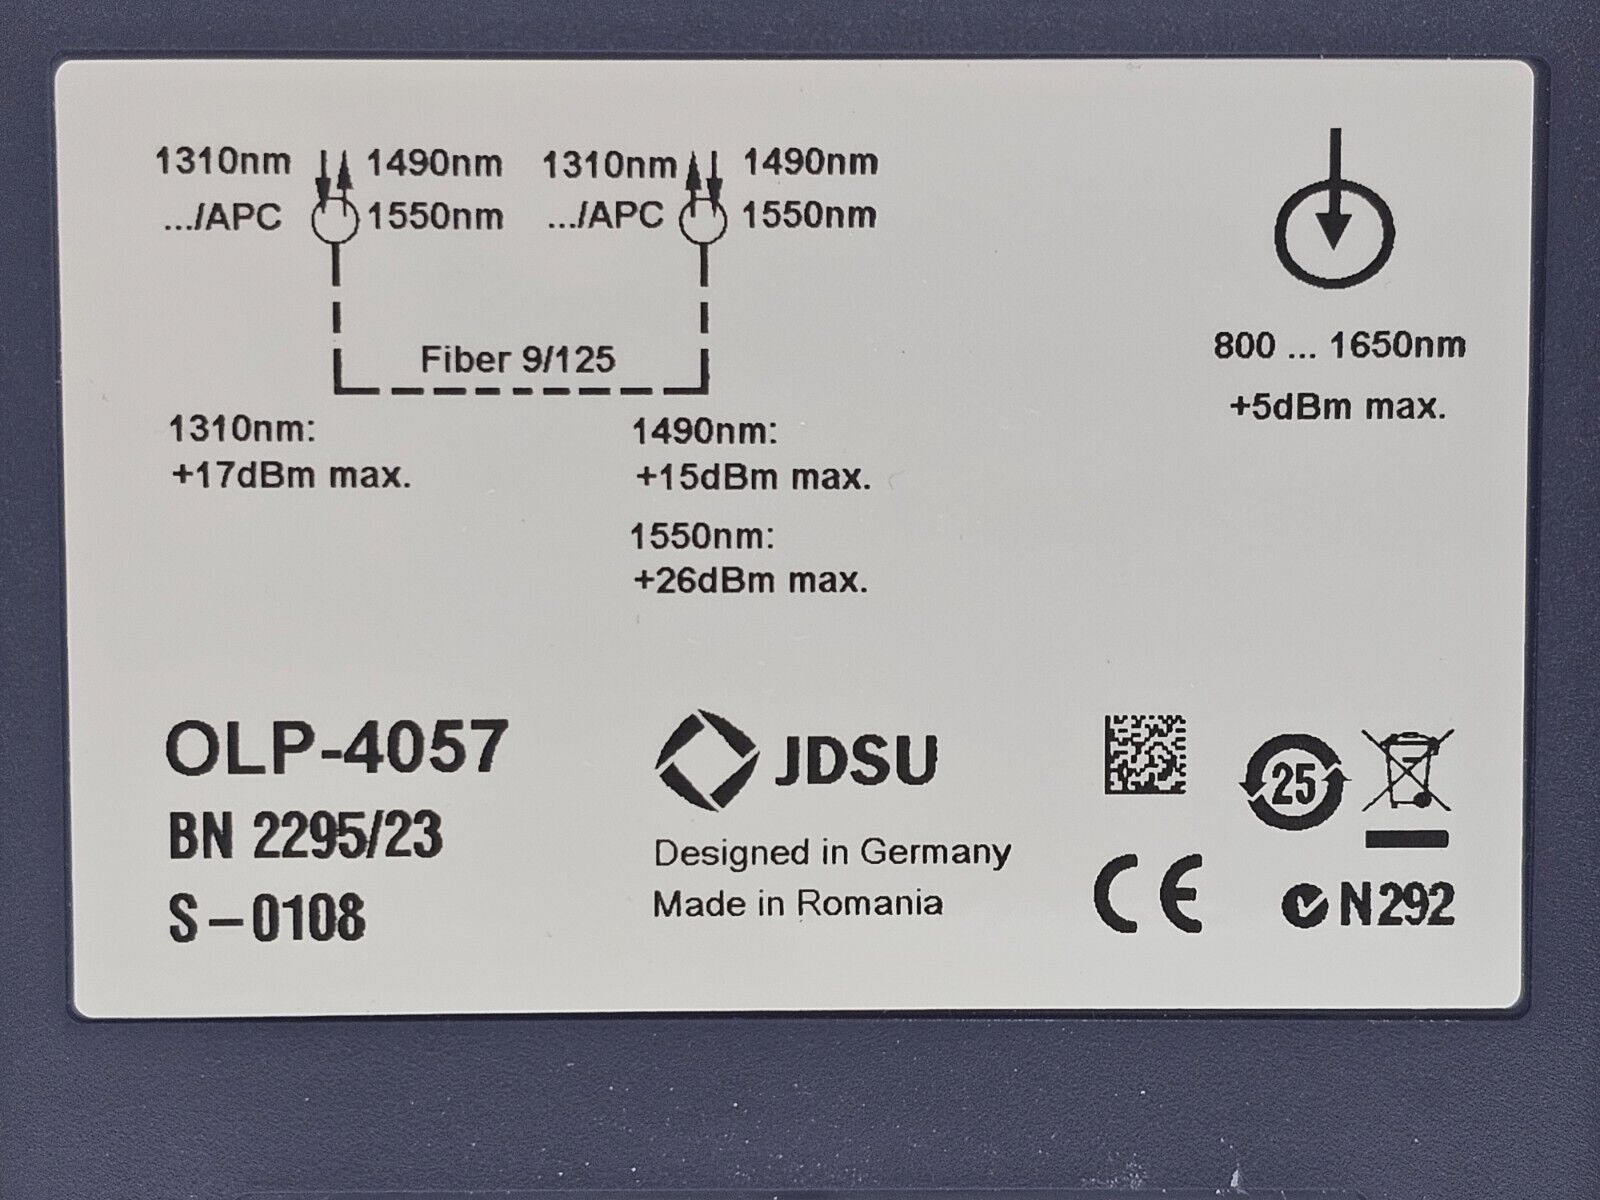 1310nm 1490nm 1310nm 1490nm
.../APC 1550nm .../APC 1550nm
Fiber 9/125
800 ... 1650nm
+5dBm max.
1310nm:
+17dBm max.
1490nm:
+15dBm max.
1550nm:
+26dBm max.
OLP-4057
BN 2295/23
S-0108
JDSU
Designed in Germany
Made in Romania
25
CE
N292